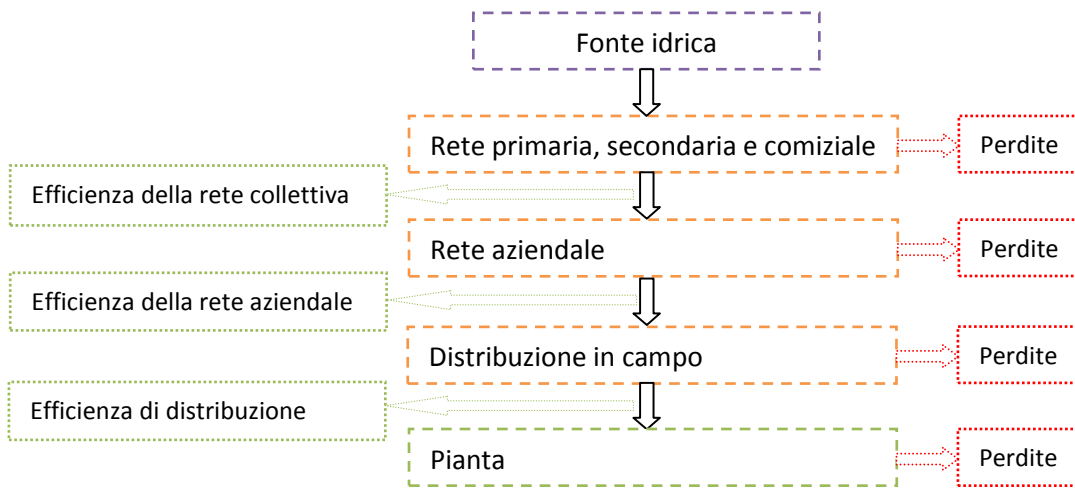 Fonte idrica
Rete primaria, secondaria e comiziale
Perdite
Efficienza della rete collettiva
Rete aziendale
Perdite
Efficienza della rete aziendale
Distribuzione in campo
Perdite
Efficienza di distribuzione
Pianta
Perdite